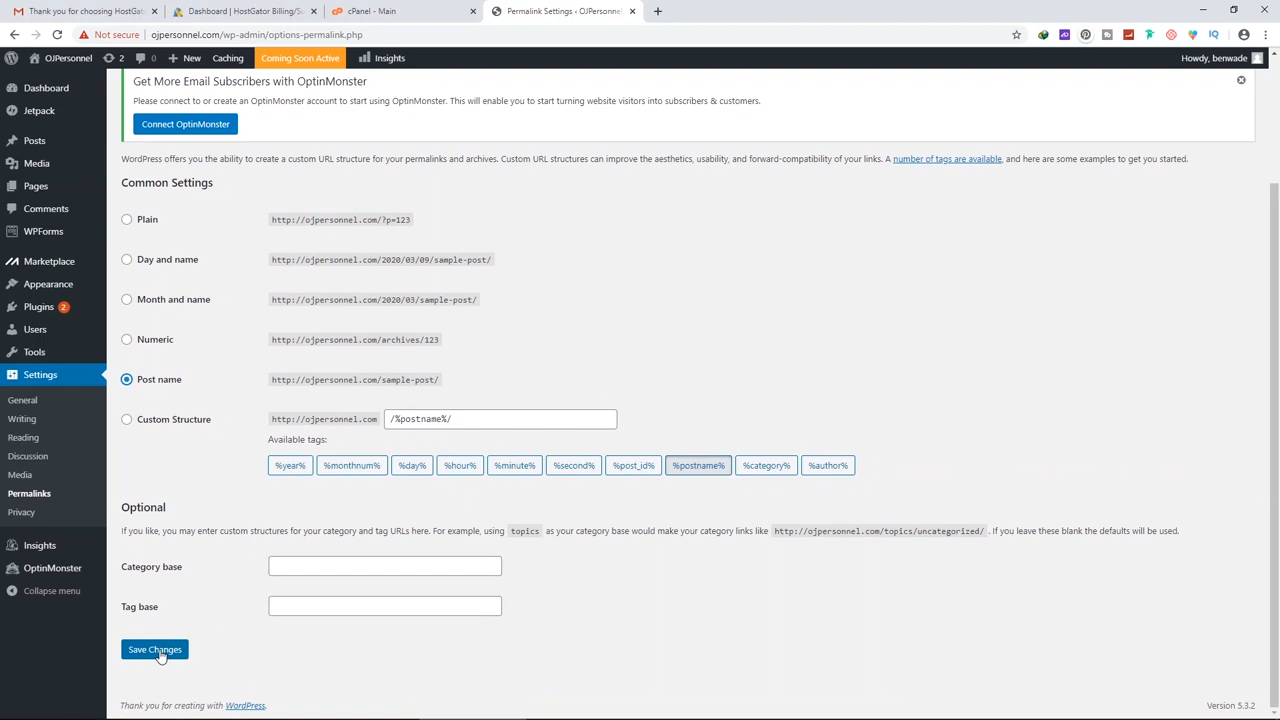 Thank you for choosing HostGa
Dashboard | HostGator Billing/Su
cPanel - Main
Permalink Settings ‹ OJPersonnel
Not secure
ojpersonnel.com/wp-admin/options-permalink.php
OJPersonnel
2
0
New
Caching
Coming Soon Active
Insights
Howdy, benwade
Dashboard
Jetpack
Posts
Media
Pages
Comments
WPForms
Marketplace
Appearance
Plugins 2
Users
Tools
Settings
General
Writing
Reading
Discussion
Media
Permalinks
Privacy
Insights
OptinMonster
Collapse menu
Get More Email Subscribers with OptinMonster
Please connect to or create an OptinMonster account to start using OptinMonster. This will enable you to start turning website visitors into subscribers & customers.
Connect OptinMonster
WordPress offers you the ability to create a custom URL structure for your permalinks and archives. Custom URL structures can improve the aesthetics, usability, and forward-compatibility of your links. A number of tags are available, and here are some examples to get you started.
Common Settings
Plain http://ojpersonnel.com/?p=123
Day and name http://ojpersonnel.com/2020/03/09/sample-post/
Month and name http://ojpersonnel.com/2020/03/sample-post/
Numeric http://ojpersonnel.com/archives/123
Post name http://ojpersonnel.com/sample-post/
Custom Structure http://ojpersonnel.com /%postname%/
Available tags:
%year% %monthnum% %day% %hour% %minute% %second% %post_id% %postname% %category% %author%
Optional
If you like, you may enter custom structures for your category and tag URLs here. For example, using topics as your category base would make your category links like http://ojpersonnel.com/topics/uncategorized/ . If you leave these blank the defaults will be used.
Category base
Tag base
Save Changes
Thank you for creating with WordPress.
Version 5.3.2